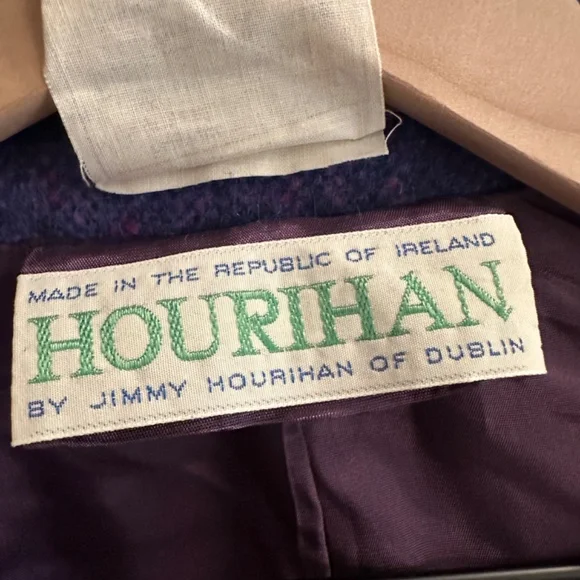 MADE IN THE REPUBLIC OF IRELAND
HOURIHAN
BY JIMMY HOURIHAN OF DUBLIN